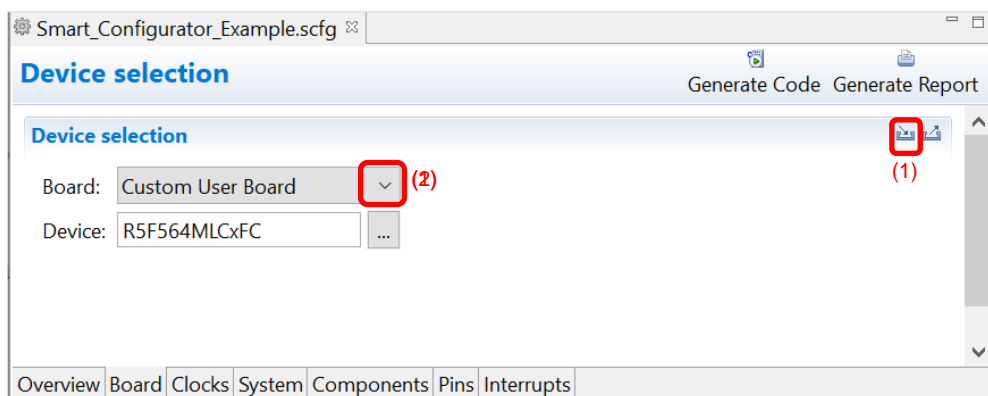 Smart_Configurator_Example.scfg
Device selection
Generate Code Generate Report
Device selection
(1)
Board: Custom User Board
Device: R5F564MLCxFC ...
Overview Board Clocks System Components Pins Interrupts